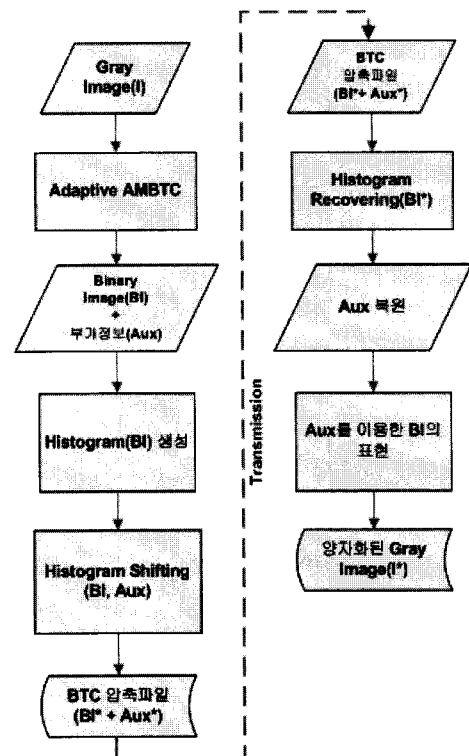 Gray
Image(I)
Adaptive AMBTC
Binary
Image(BI)
+
부가정보(Aux)
Histogram(BI) 생성
Histogram Shifting
(BI, Aux)
BTC 압축파일
(BI* + Aux*)
Transmission
BTC
압축파일
(BI*+ Aux*)
Histogram
Recovering(BI*)
Aux 복원
Aux를 이용한 BI의
표현
양자화된 Gray
Image(I*)